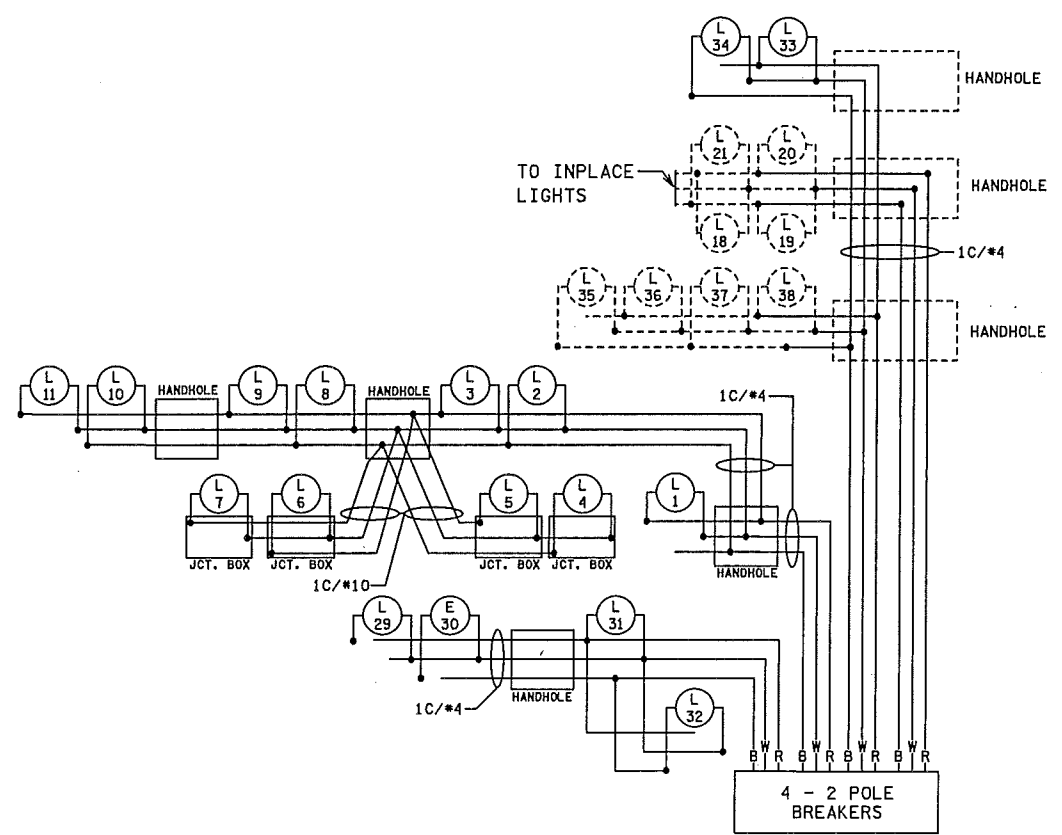 L
34
L
33
HANDHOLE
L
21
L
20
TO INPLACE
LIGHTS
HANDHOLE
L
18
L
19
1C/#4
L
35
L
36
L
37
L
38
HANDHOLE
L
11
L
10
HANDHOLE
L
9
L
8
HANDHOLE
L
3
L
2
1C/#4
L
7
L
6
L
5
L
4
L
1
JCT. BOX
JCT. BOX
JCT. BOX
JCT. BOX
HANDHOLE
1C/#10
L
29
E
30
L
31
HANDHOLE
1C/#4
L
32
B W R B W R B W R B W R
4 - 2 POLE
BREAKERS